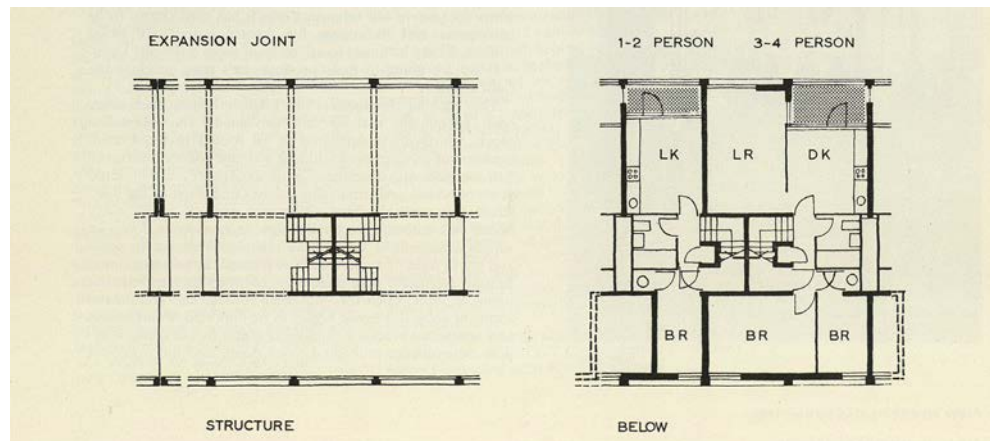 EXPANSION JOINT
1-2 PERSON 3-4 PERSON
LK LR DK
BR BR BR
STRUCTURE BELOW